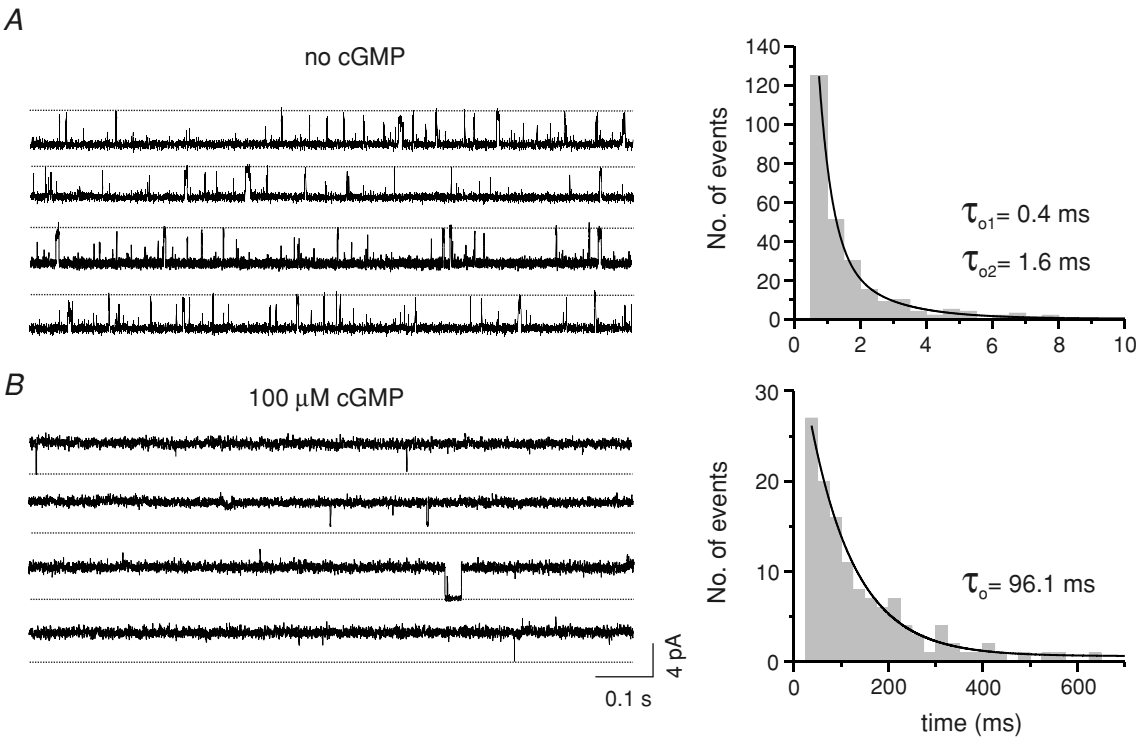 A
no cGMP
0.1 s
4 pA
B
100 μM cGMP
No. of events
140
120
100
80
60
40
20
0
0 2 4 6 8 10
τo1= 0.4 ms
τo2= 1.6 ms
No. of events
30
20
10
0
0 200 400 600
τo= 96.1 ms
time (ms)